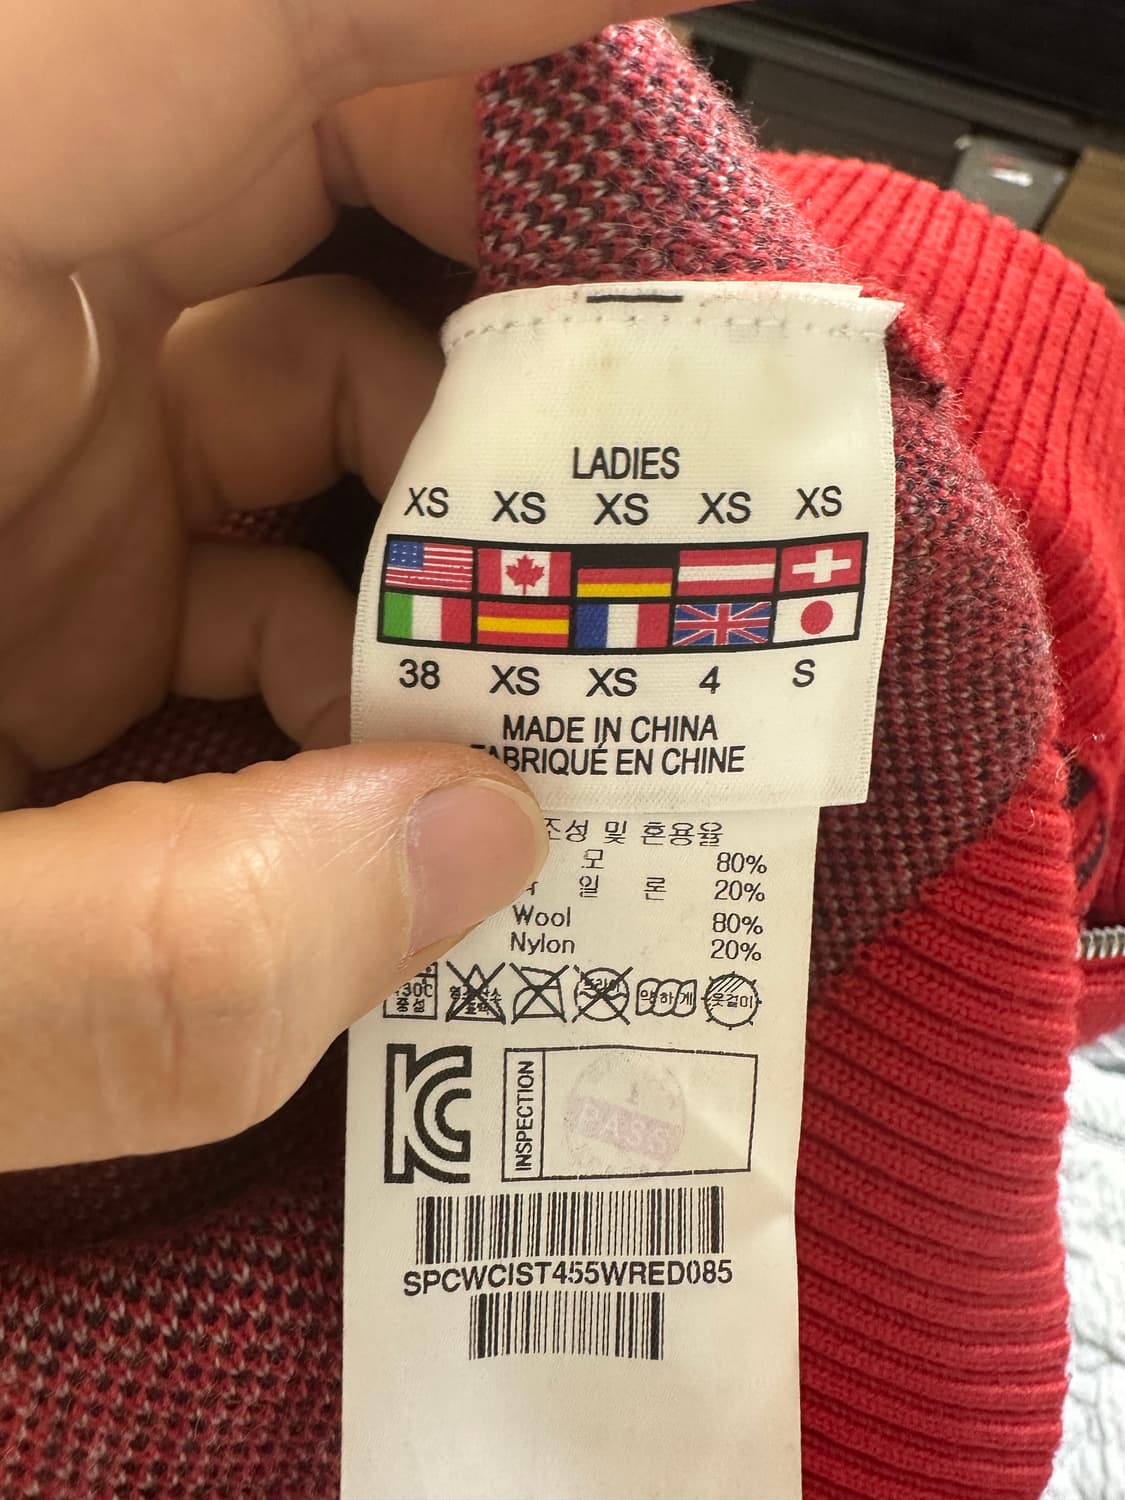 LADIES
XS XS XS XS XS
38 XS XS 4 S
MADE IN CHINA
FABRIQUÉ EN CHINE
조성 및 혼용율
모 80%
일 론 20%
Wool 80%
Nylon 20%
30℃ 중성
약하게
옷걸이
INSPECTION
PASS
SPCWCIST455WRED085